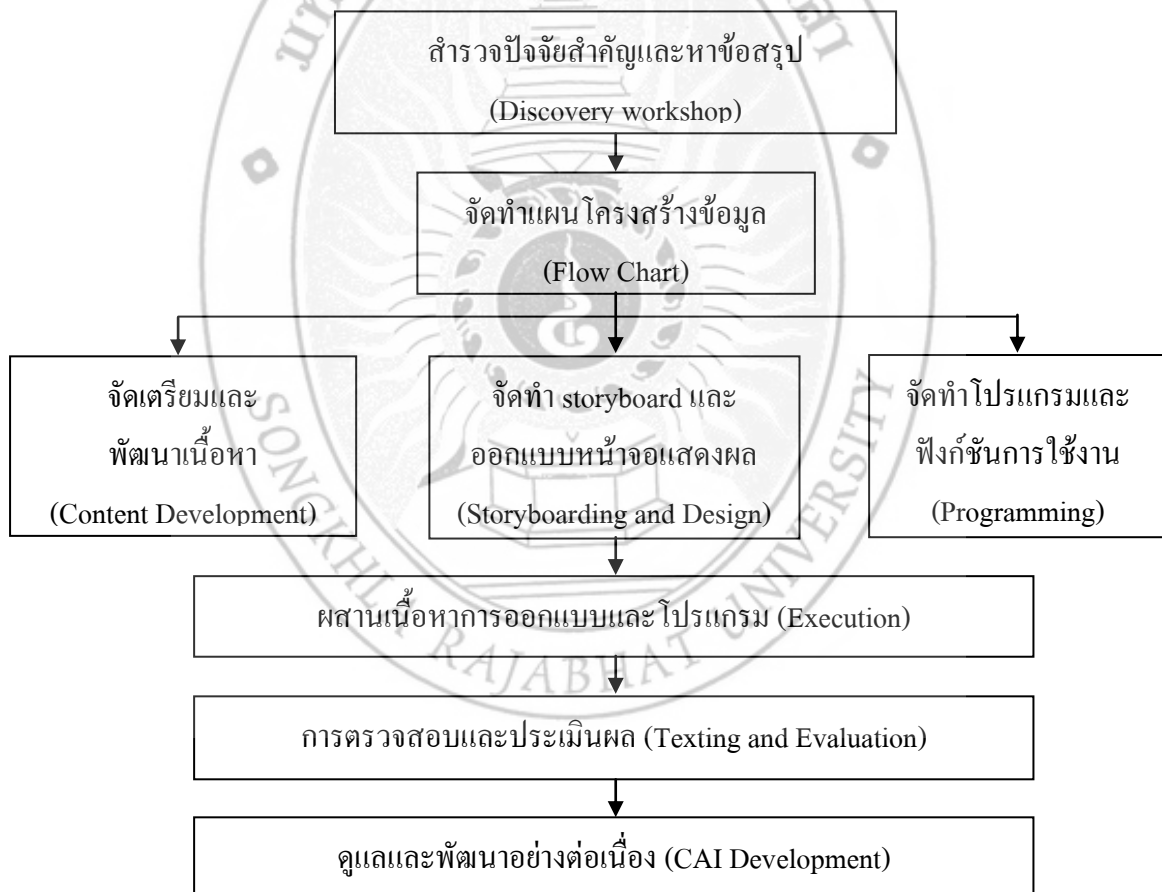 สำรวจปัจจัยสำคัญและหาข้อสรุป
(Discovery workshop)
จัดทำแผนโครงสร้างข้อมูล
(Flow Chart)
จัดเตรียมและ
พัฒนาเนื้อหา
(Content Development)
จัดทำ storyboard และ
ออกแบบหน้าจอแสดงผล
(Storyboarding and Design)
จัดทำโปรแกรมและ
ฟังก์ชันการใช้งาน
(Programming)
ผสานเนื้อหาการออกแบบและโปรแกรม (Execution)
การตรวจสอบและประเมินผล (Texting and Evaluation)
ดูแลและพัฒนาอย่างต่อเนื่อง (CAI Development)
SONGKHLA RAJABHAT UNIVERSITY